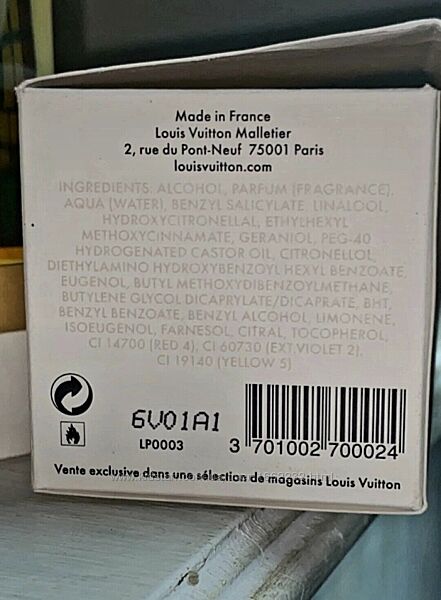 Made in France
Louis Vuitton Malletier
2, rue du Pont-Neuf 75001 Paris
louisvuitton.com
INGREDIENTS: ALCOHOL, PARFUM (FRAGRANCE),
AQUA (WATER), BENZYL SALICYLATE, LINALOOL,
HYDROXYCITRONELLAL, ETHYLHEXYL
METHOXYCINNAMATE, GERANIOL, PEG-40
HYDROGENATED CASTOR OIL, CITRONELLOL,
DIETHYLAMINO HYDROXYBENZOYL HEXYL BENZOATE,
EUGENOL, BUTYL METHOXYDIBENZOYLMETHANE,
BUTYLENE GLYCOL DICAPRYLATE/DICAPRATE, BHT,
BENZYL BENZOATE, BENZYL ALCOHOL, LIMONENE,
ISOEUGENOL, FARNESOL, CITRAL, TOCOPHEROL,
CI 14700 (RED 4), CI 60730 (EXT.VIOLET 2),
CI 19140 (YELLOW 5)
6V01A1
LP0003
3 701002 700024
Vente exclusive dans une sélection de magasins Louis Vuitton